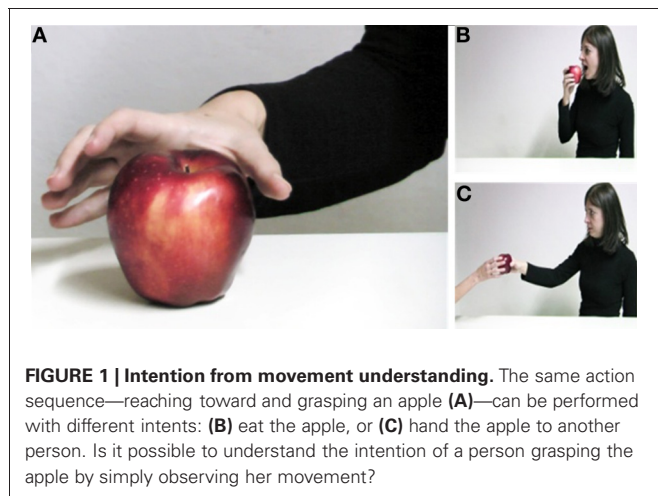 A
B
C
FIGURE 1 | Intention from movement understanding. The same action
sequence—reaching toward and grasping an apple (A)—can be performed
with different intents: (B) eat the apple, or (C) hand the apple to another
person. Is it possible to understand the intention of a person grasping the
apple by simply observing her movement?